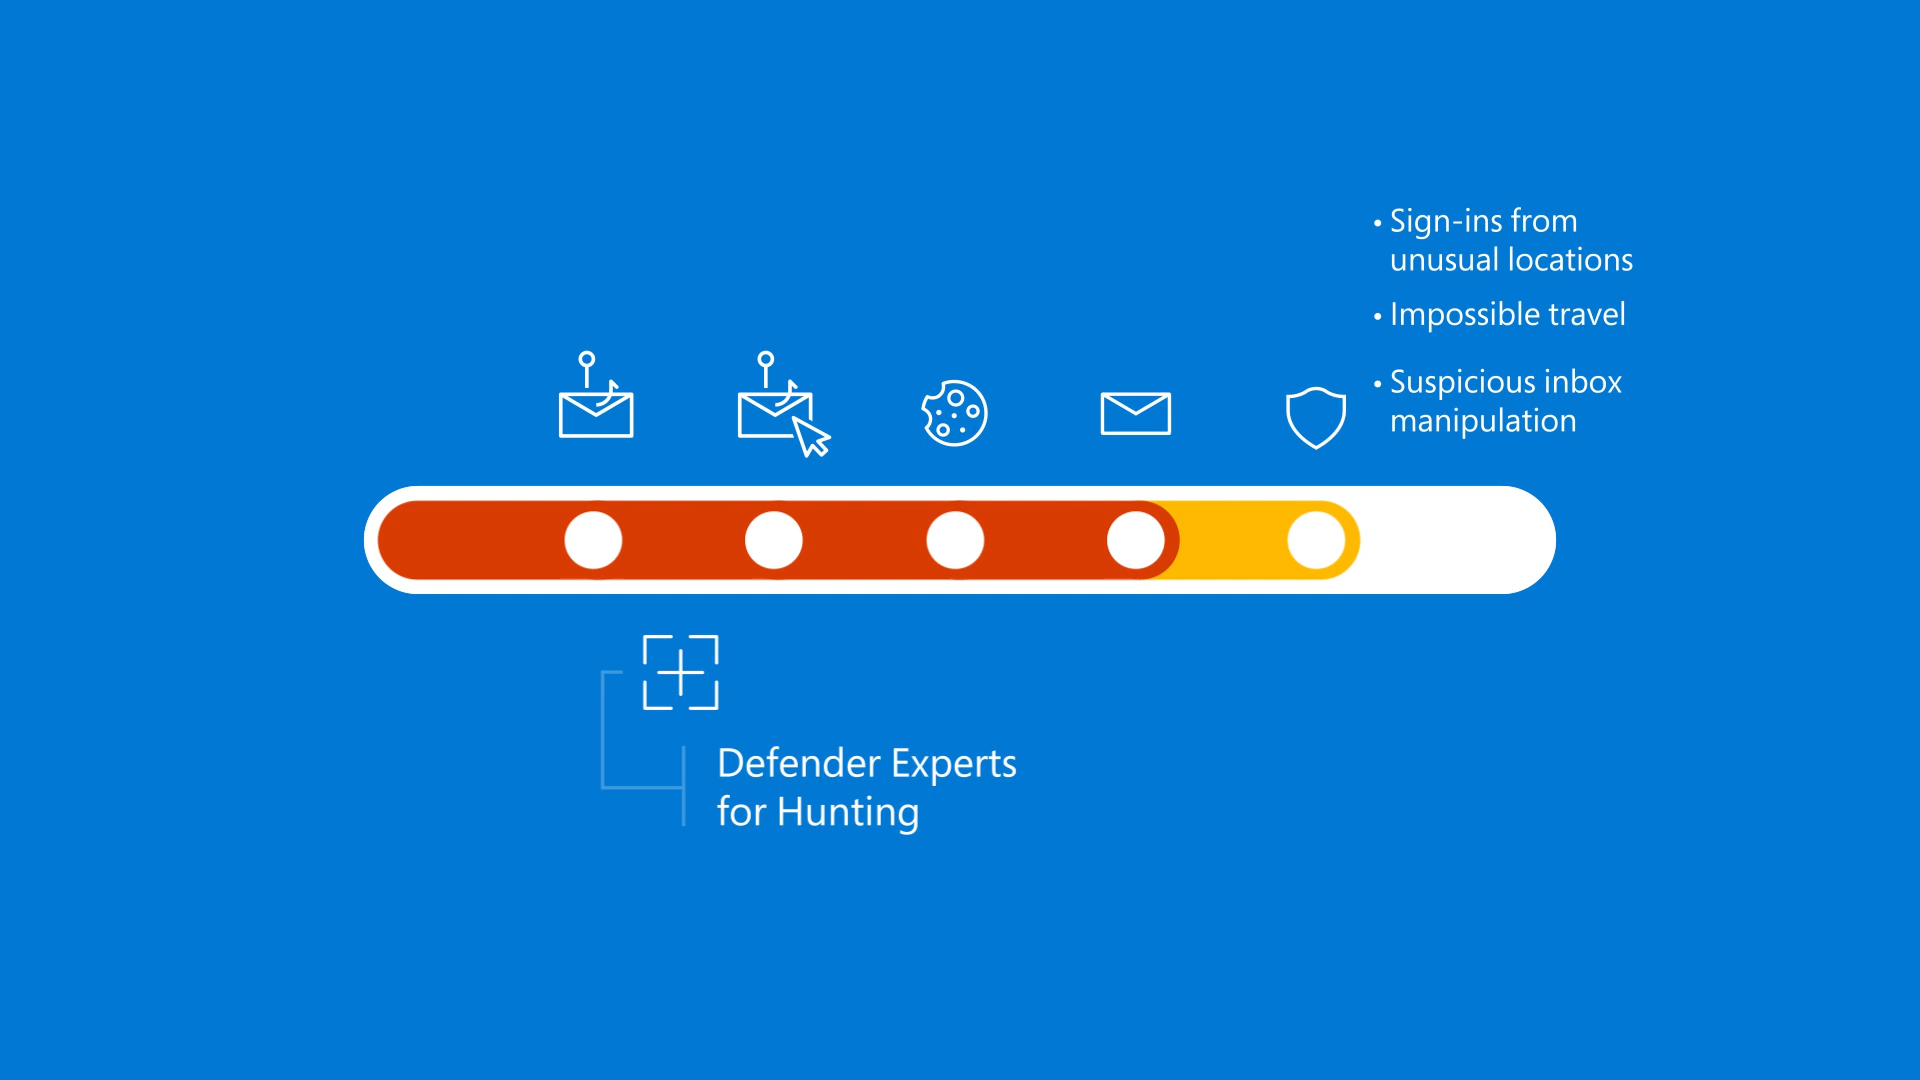 • Sign-ins from
unusual locations
• Impossible travel
• Suspicious inbox
manipulation
Defender Experts
for Hunting